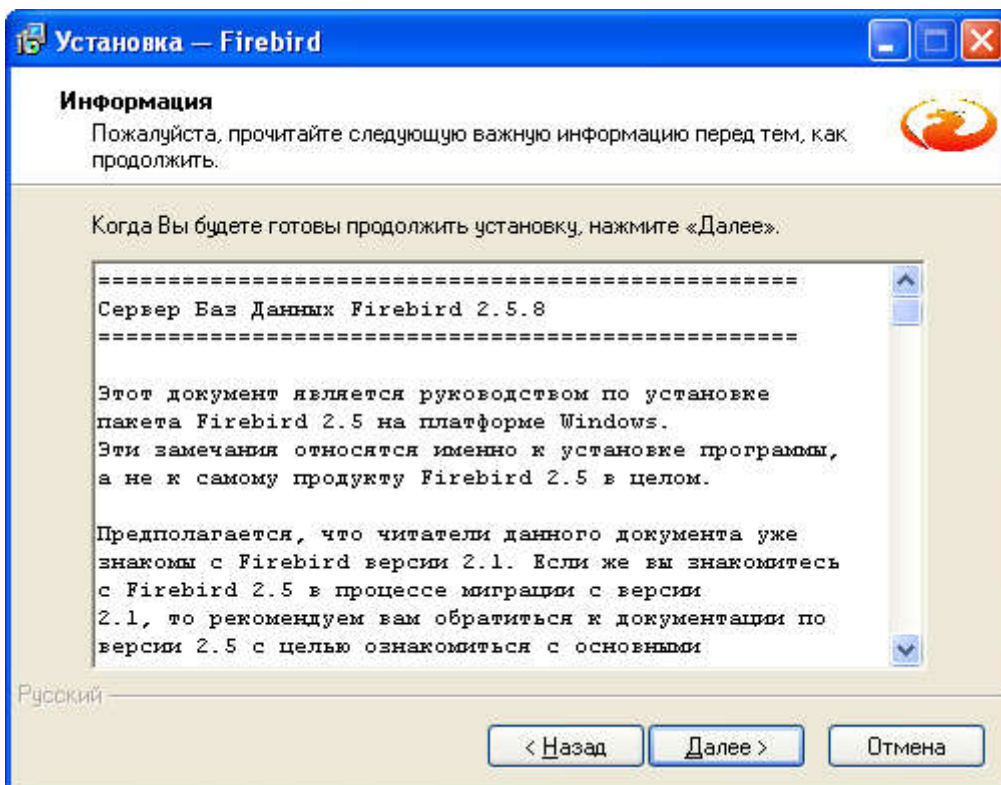 Установка — Firebird
Информация
Пожалуйста, прочитайте следующую важную информацию перед тем, как
продолжить.
Когда Вы будете готовы продолжить установку, нажмите «Далее».
==================================================
Сервер Баз Данных Firebird 2.5.8
==================================================
Этот документ является руководством по установке
пакета Firebird 2.5 на платформе Windows.
Эти замечания относятся именно к установке программы,
а не к самому продукту Firebird 2.5 в целом.
Предполагается, что читатели данного документа уже
знакомы с Firebird версии 2.1. Если же вы знакомитесь
с Firebird 2.5 в процессе миграции с версии
2.1, то рекомендуем вам обратиться к документации по
версии 2.5 с целью ознакомиться с основными
Русский
< Назад
Далее >
Отмена